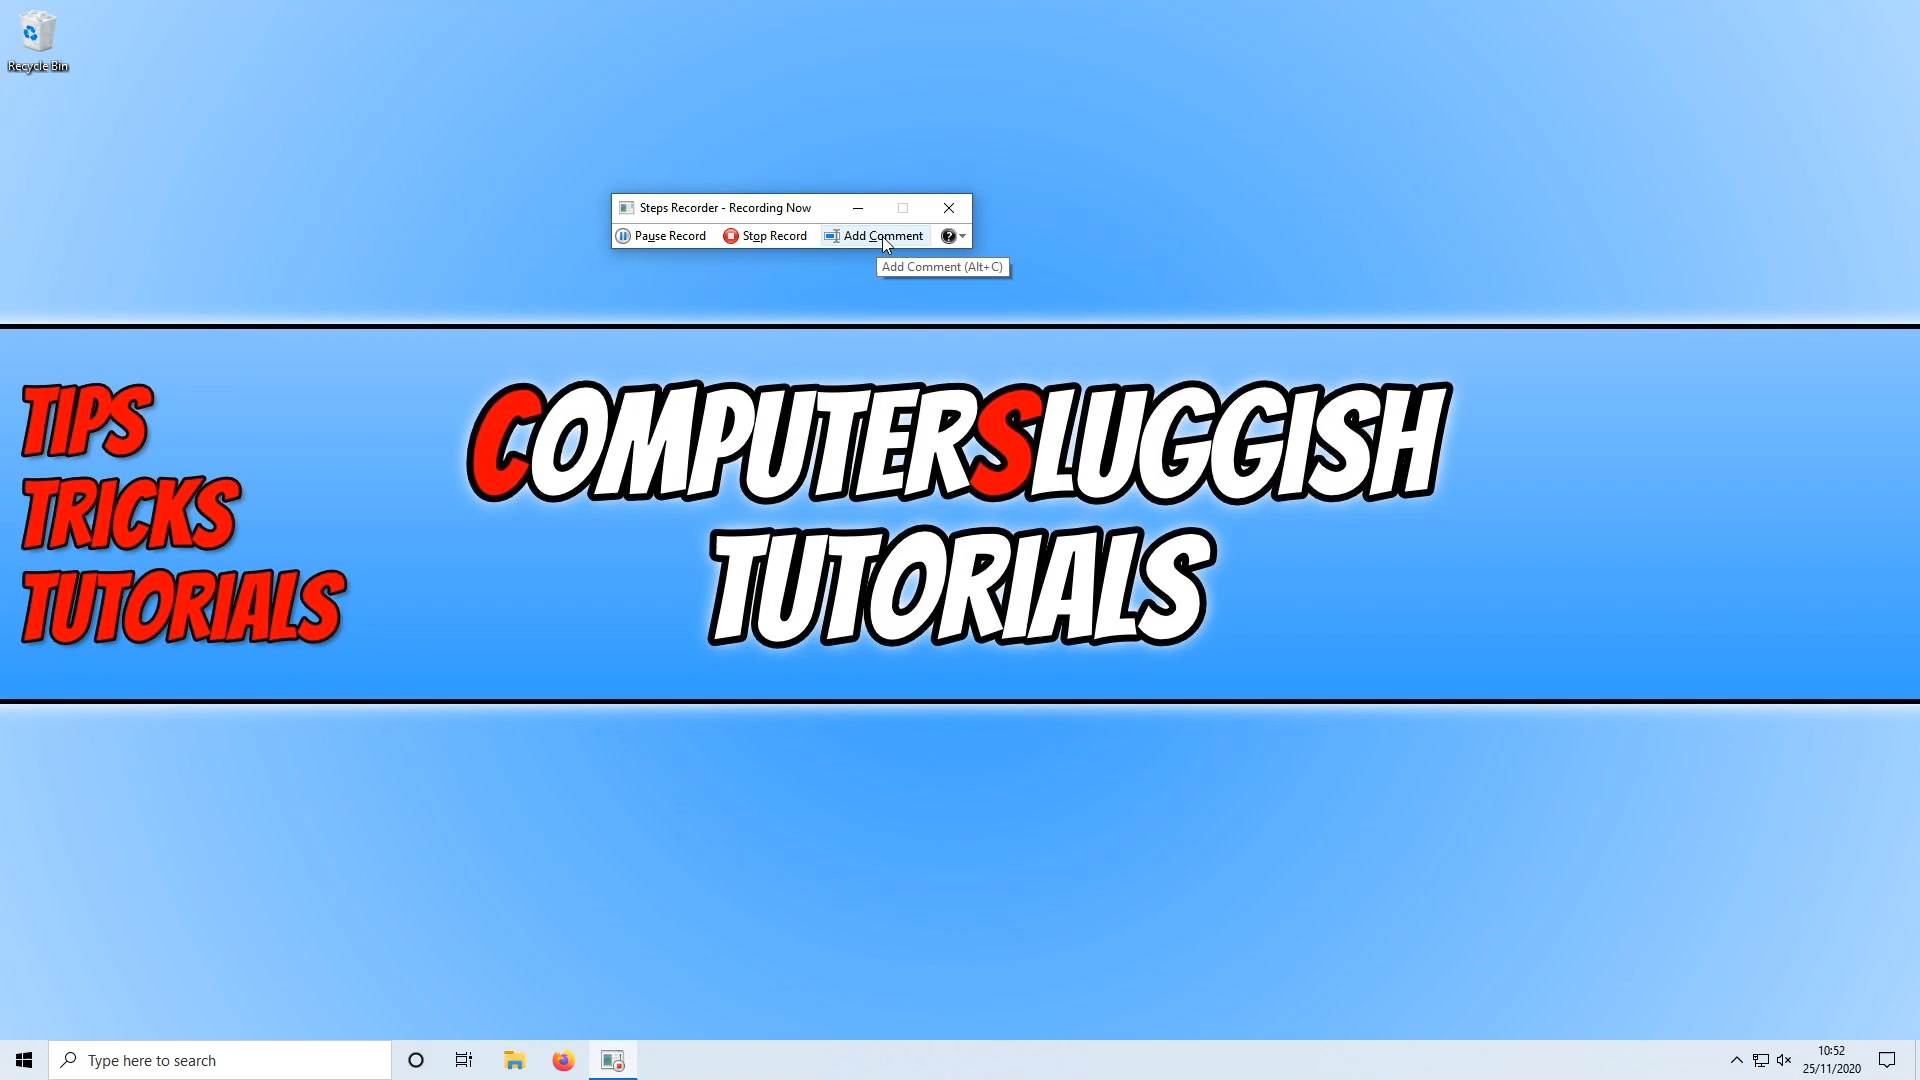 Recycle Bin
Steps Recorder - Recording Now
Pause Record Stop Record Add Comment
Add Comment (Alt+C)
TIPS
TRICKS
TUTORIALS
COMPUTERSLUGGISH
TUTORIALS
Type here to search
10:52
25/11/2020